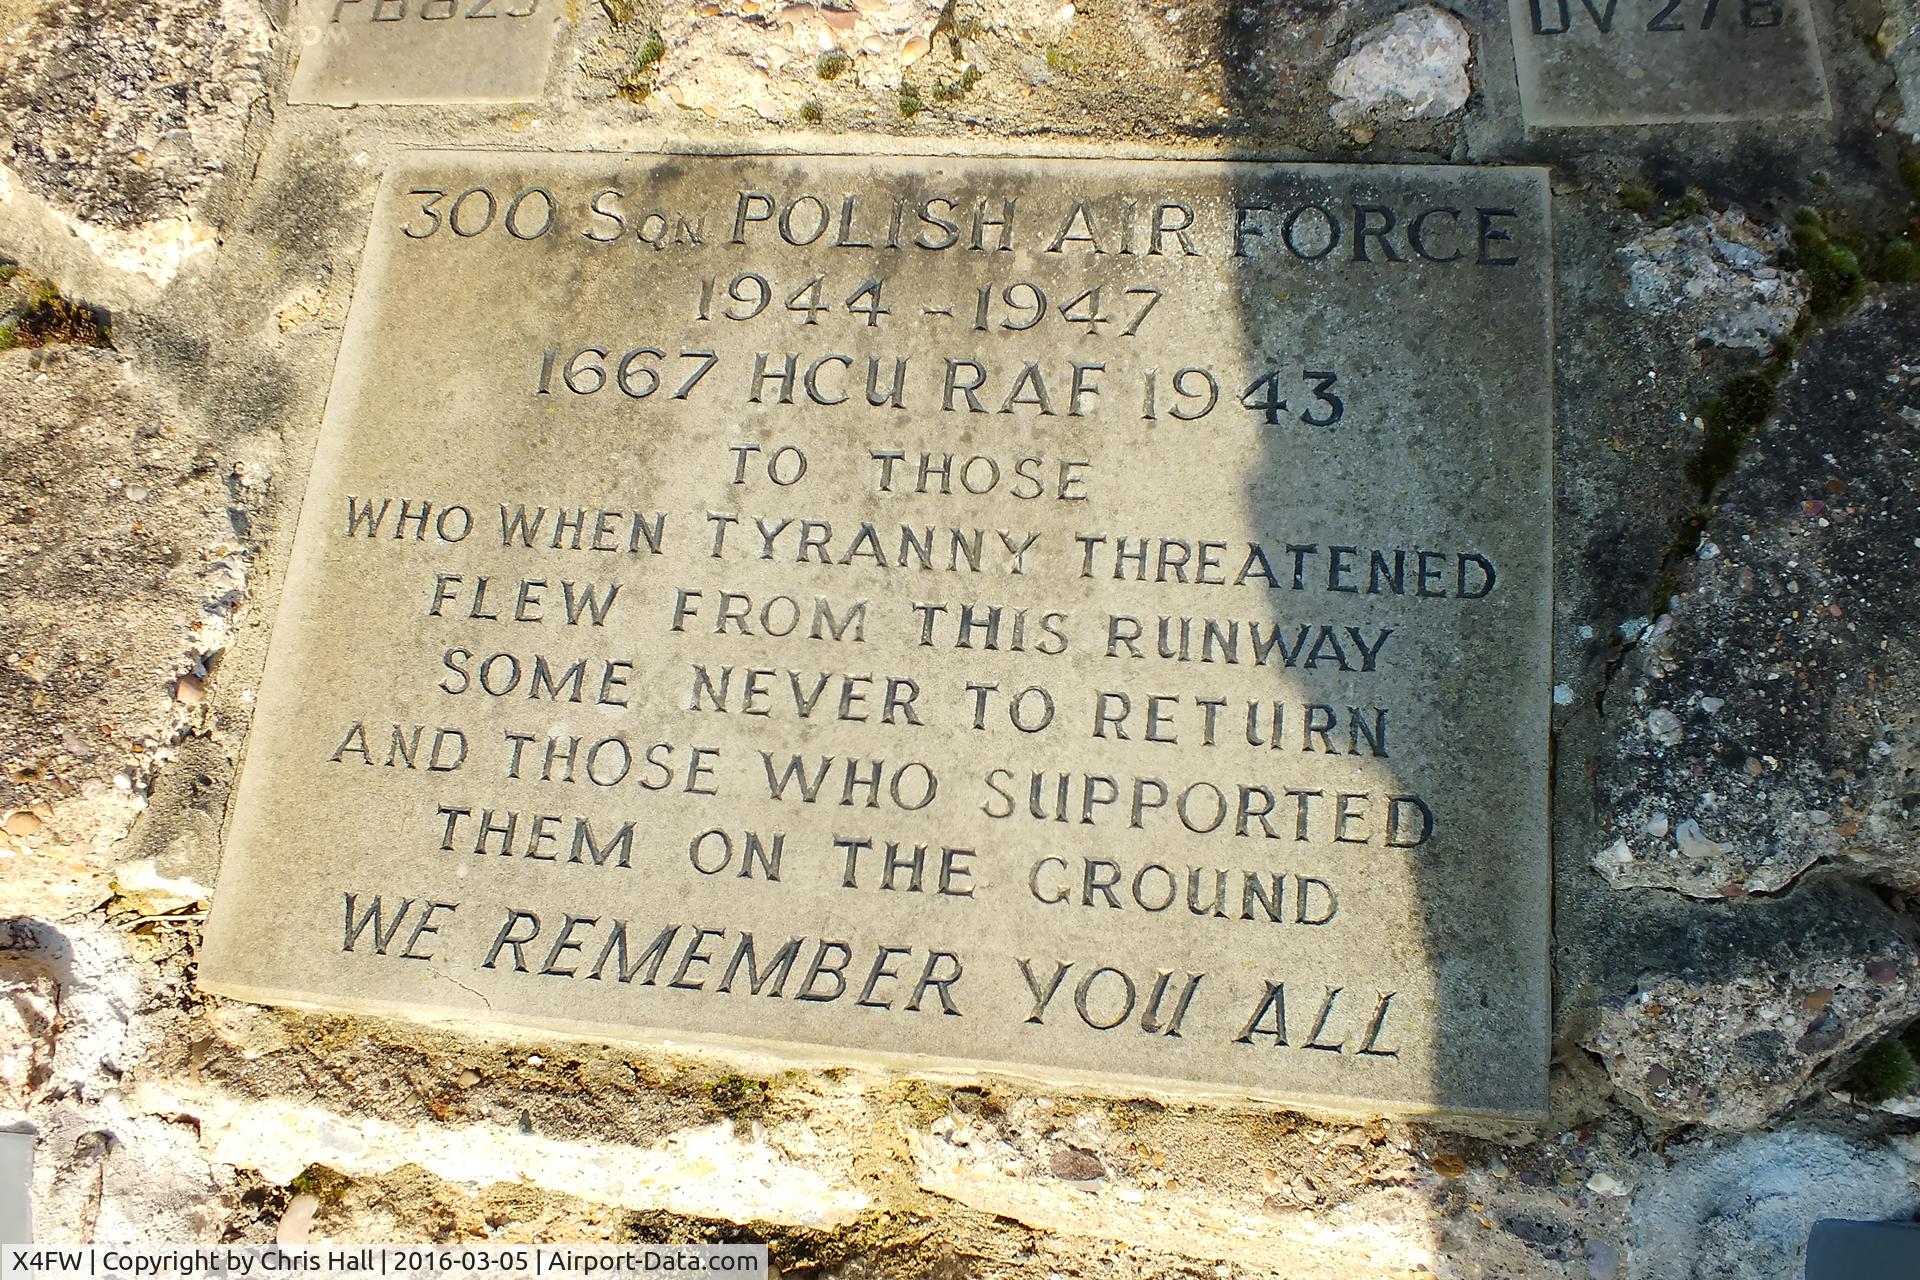 PB823
DV278
300 SQN POLISH AIR FORCE
1944-1947
1667 HCU RAF 1943
TO THOSE
WHO WHEN TYRANNY THREATENED
FLEW FROM THIS RUNWAY
SOME NEVER TO RETURN
AND THOSE WHO SUPPORTED
THEM ON THE GROUND
WE REMEMBER YOU ALL
X4FW | Copyright by Chris Hall | 2016-03-05 | Airport-Data.com